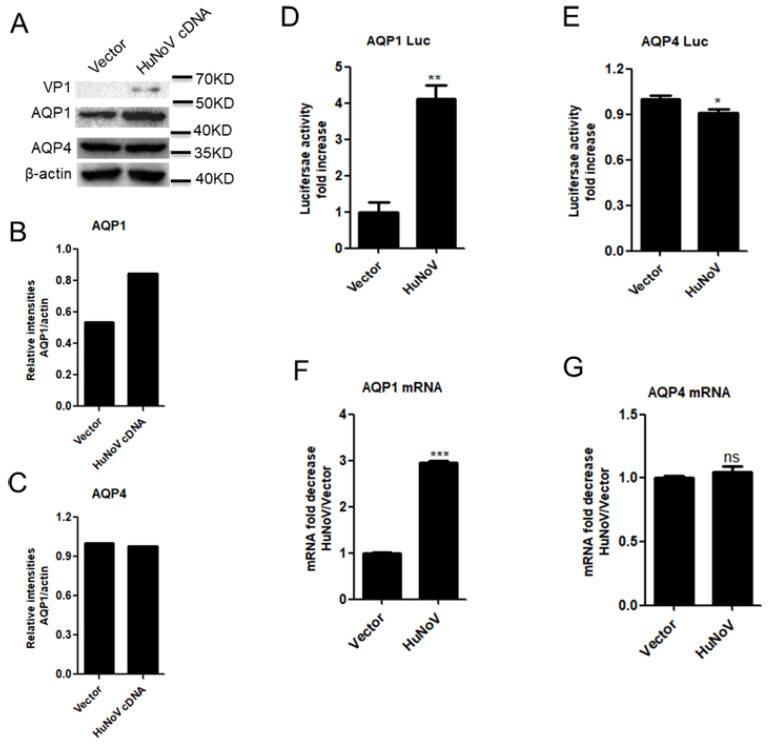 A
Vector
HuNoV cDNA
VP1
70KD
50KD
AQP1
40KD
AQP4
35KD
β-actin
40KD
B
AQP1
Relative intensities
AQP1/actin
1.0
0.8
0.6
0.4
0.2
0.0
Vector
HuNoV cDNA
C
AQP4
Relative intensities
AQP1/actin
1.2
0.9
0.6
0.3
0.0
Vector
HuNoV cDNA
D
AQP1 Luc
Lucifersae activity
fold increase
5
4
3
2
1
0
**
Vector
HuNoV
E
AQP4 Luc
Lucifersae activity
fold increase
1.2
0.9
0.6
0.3
0.0
*
Vector
HuNoV
F
AQP1 mRNA
mRNA fold decrease
HuNoV/Vector
4
3
2
1
0
***
Vector
HuNoV
G
AQP4 mRNA
mRNA fold decrease
HuNoV/Vector
1.5
1.0
0.5
0.0
ns
Vector
HuNoV